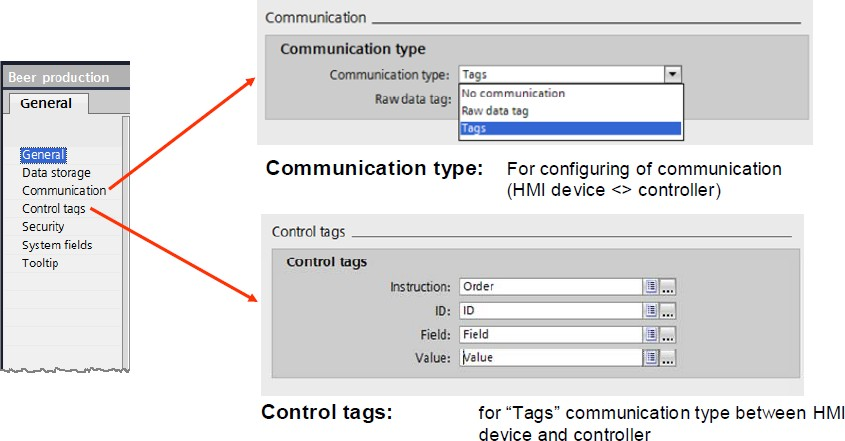 Beer production
General
General
Data storage
Communication
Control tags
Security
System fields
Tooltip
Communication
Communication type
Communication type: Tags
Raw data tag:
No communication
Raw data tag
Tags
Communication type: For configuring of communication
(HMI device <> controller)
Control tags
Control tags
Instruction: Order
ID: ID
Field: Field
Value: Value
Control tags: for “Tags” communication type between HMI
device and controller